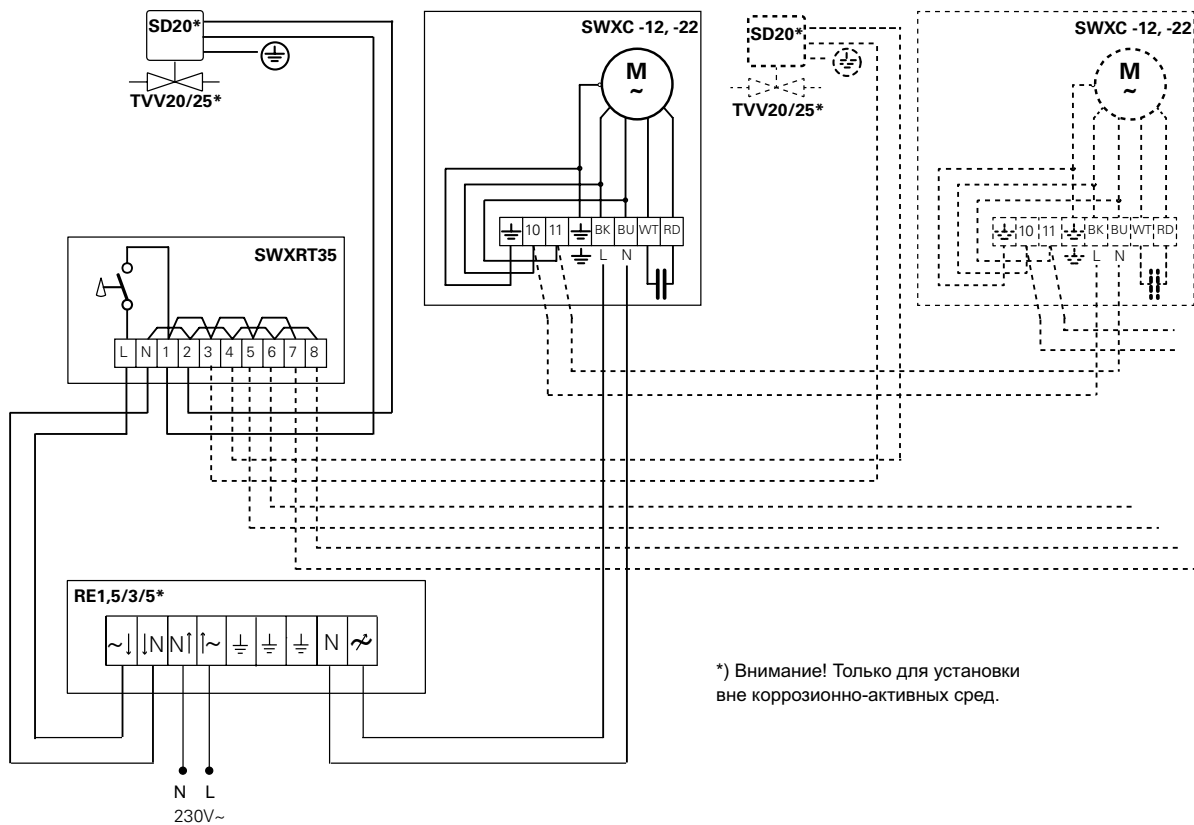 SD20*
TVV20/25*
SWXC -12, -22
M
~
10 11 BK BU WT RD
L N
SD20*
TVV20/25*
SWXC -12, -22
M
~
10 11 BK BU WT RD
L N
SWXRT35
L N 1 2 3 4 5 6 7 8
RE1,5/3/5*
~↓ ↓N N↑ ↑~ N ~
N L
230V~
*) Внимание! Только для установки
вне коррозионно-активных сред.